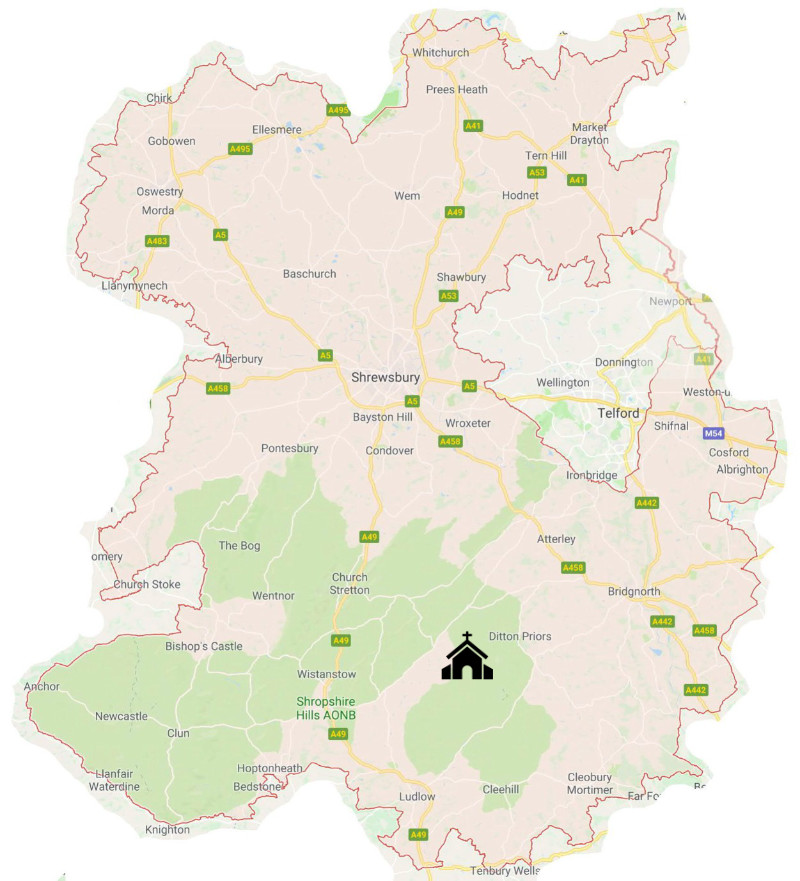 M
Whitchurch
Prees Heath
Chirk
A495
Ellesmere
A41
Market
Drayton
Gobowen
A495
Tern Hill
A53
A41
Oswestry
Wem
Hodnet
Morda
A49
A5
A483
Baschurch
Shawbury
Llanymynech
A53
Newport
Alberbury
A5
Donnington
A41
Shrewsbury
Wellington
A458
A5
Weston-u
A5
Telford
Bayston Hill
Wroxeter
Shifnal
M54
A458
Pontesbury
Condover
Cosford
Albrighton
Ironbridge
A442
A49
Atterley
The Bog
omery
A458
Church Stoke
Church
Stretton
Wentnor
Bridgnorth
A442
A458
A49
Ditton Priors
Bishop's Castle
Wistanstow
Anchor
A442
Shropshire
Hills AONB
Newcastle
Clun
A49
Hoptonheath
Llanfair
Waterdine
Bedstone
Cleobury
Mortimer
Ludlow
Cleehill
Far Fo
Knighton
A49
Tenbury Wells